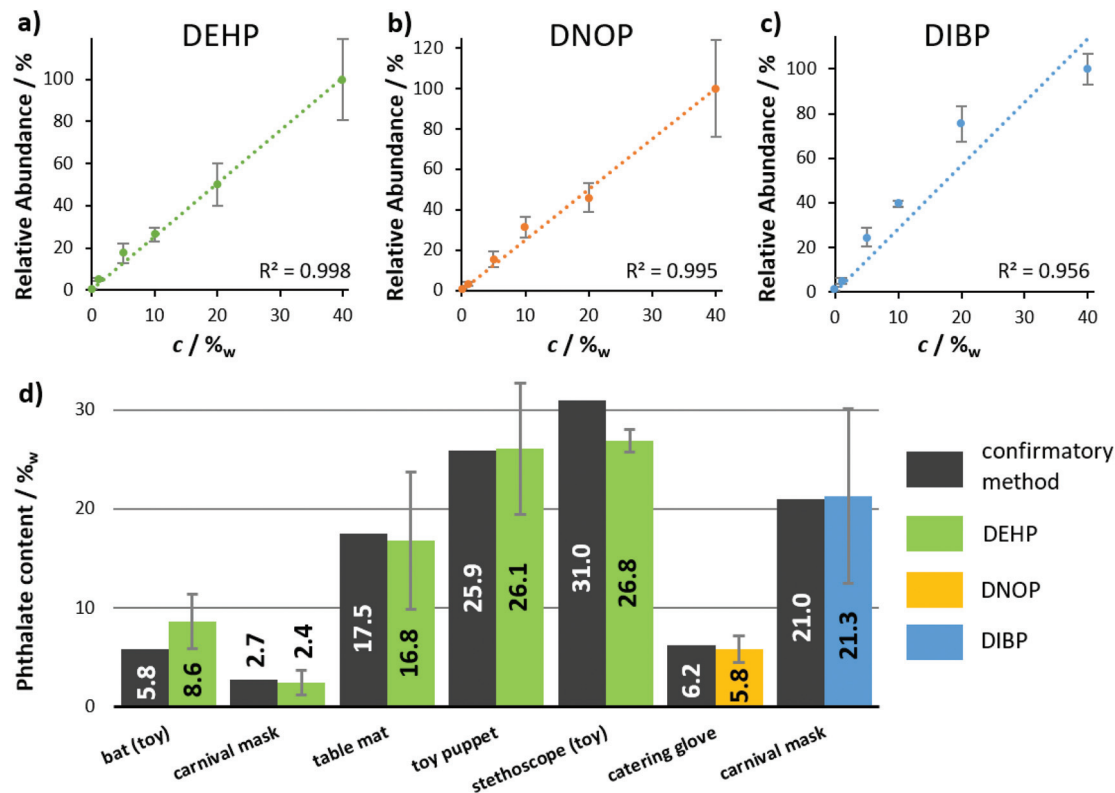 a)
DEHP
Relative Abundance / %
100
80
60
40
20
0
0 10 20 30 40
R² = 0.998
c / %w
b)
DNOP
Relative Abundance / %
120
100
80
60
40
20
0
0 10 20 30 40
R² = 0.995
c / %w
c)
DIBP
Relative Abundance / %
100
80
60
40
20
0
0 10 20 30 40
R² = 0.956
c / %w
d)
Phthalate content / %w
30
20
10
0
5.8 8.6
2.7 2.4
17.5 16.8
25.9 26.1
31.0 26.8
6.2 5.8
21.0 21.3
bat (toy)
carnival mask
table mat
toy puppet
stethoscope (toy)
catering glove
carnival mask
confirmatory
method
DEHP
DNOP
DIBP